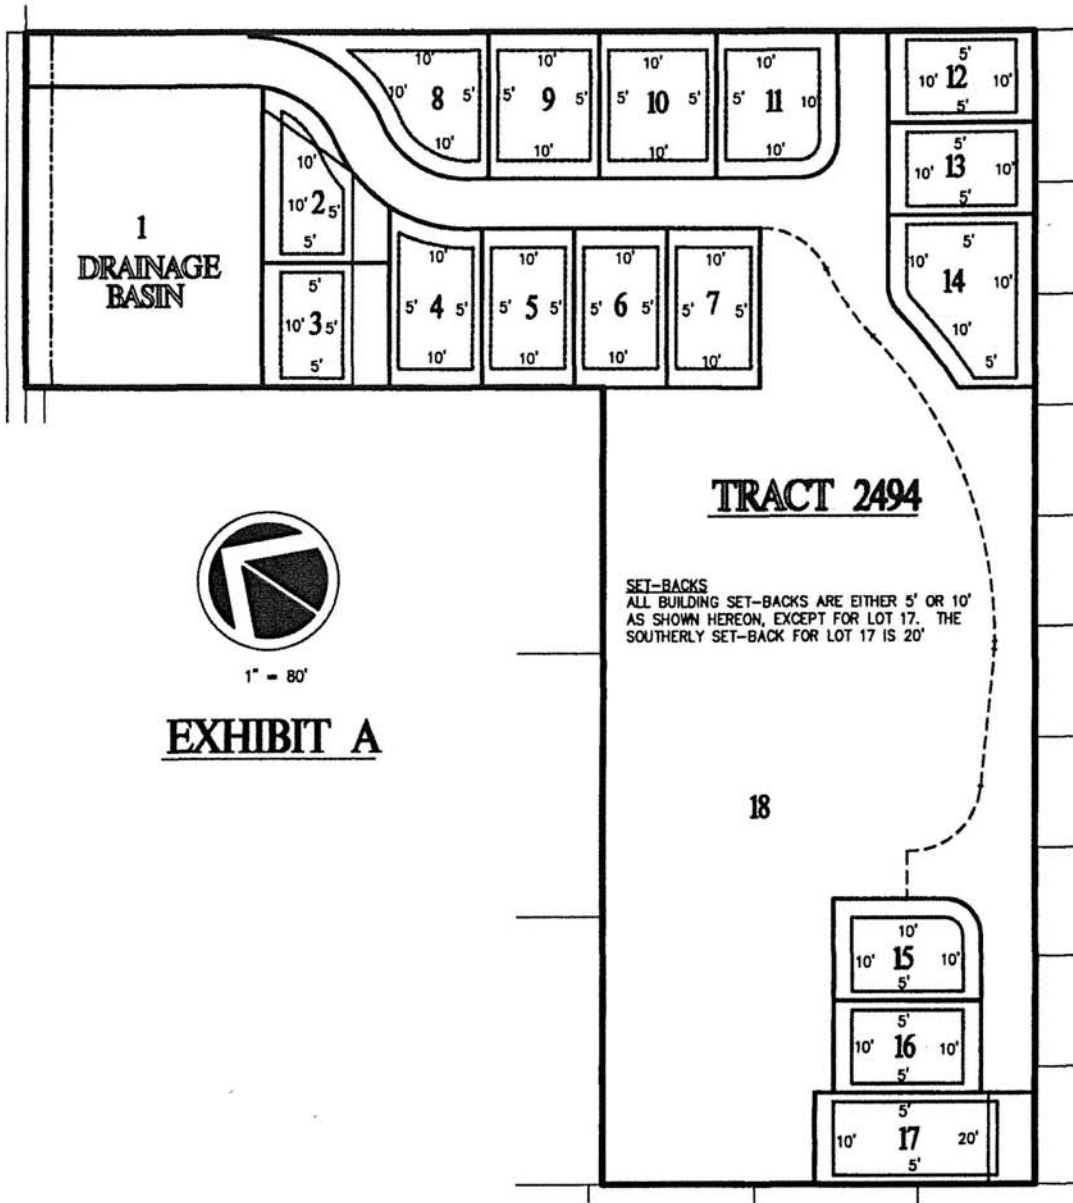 10' 10' 10' 10' 5'
10' 8 5' 5' 9 5' 5' 10 5' 5' 11 10' 10' 12 10'
10' 10' 10' 10' 5'
5'
10' 13 10'
5'
10'
10' 2 5'
5'
1
DRAINAGE
BASIN
5'
10' 14 10'
10'
5'
5'
10' 3 5'
5'
10' 10' 10' 10'
5' 4 5' 5' 5 5' 5' 6 5' 5' 7 5'
10' 10' 10' 10'
TRACT 2494
SET-BACKS
ALL BUILDING SET-BACKS ARE EITHER 5' OR 10'
AS SHOWN HEREON, EXCEPT FOR LOT 17. THE
SOUTHERLY SET-BACK FOR LOT 17 IS 20'
1" = 80'
EXHIBIT A
18
10'
10' 15 10'
5'
5'
10' 16 10'
5'
5'
10' 17 20'
5'